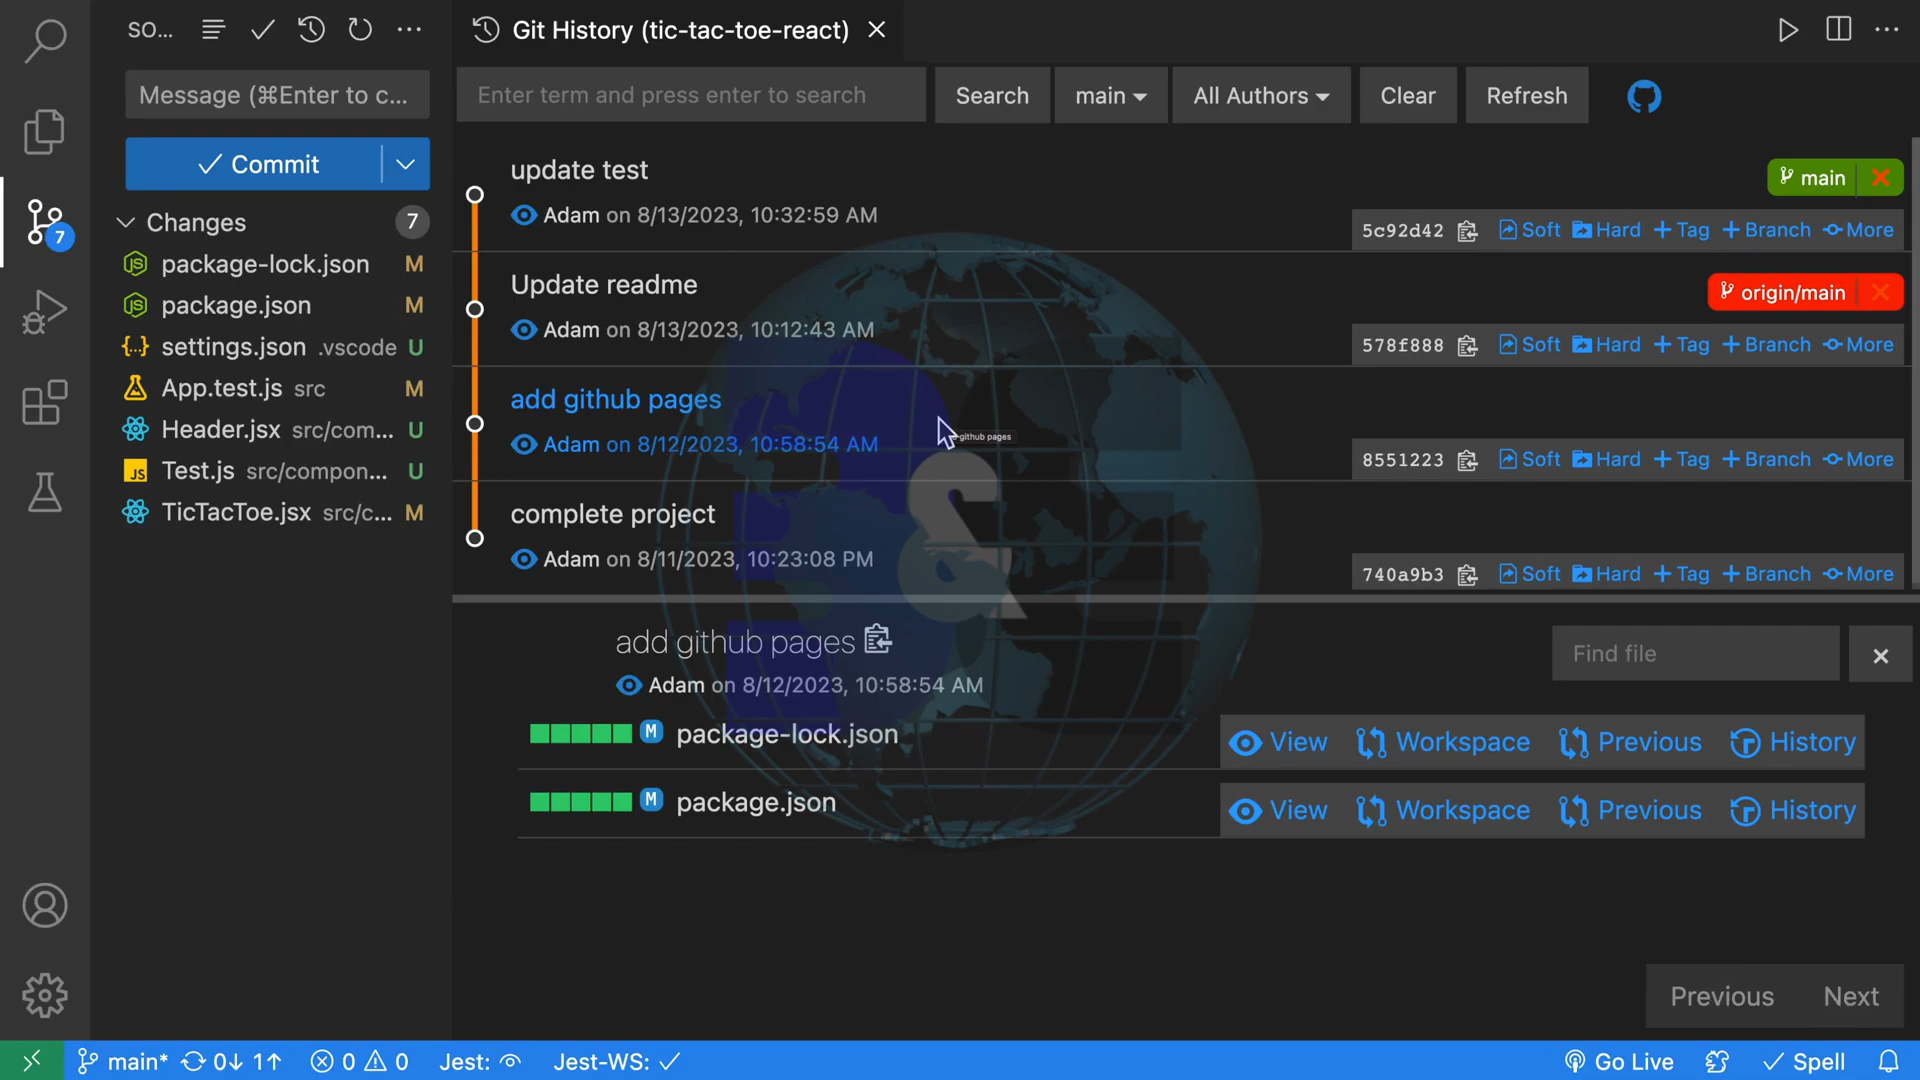 SO...
Git History (tic-tac-toe-react)
Message (⌘Enter to c...
Enter term and press enter to search
Search
main
All Authors
Clear
Refresh
Commit
Changes
7
package-lock.json M
package.json M
settings.json .vscode U
App.test.js src M
Header.jsx src/com... U
JS Test.js src/compon... U
TicTacToe.jsx src/c... M
7
update test
Adam on 8/13/2023, 10:32:59 AM
main
5c92d42 Soft Hard + Tag + Branch More
Update readme
Adam on 8/13/2023, 10:12:43 AM
origin/main
578f888 Soft Hard + Tag + Branch More
add github pages
Adam on 8/12/2023, 10:58:54 AM
github pages
8551223 Soft Hard + Tag + Branch More
complete project
Adam on 8/11/2023, 10:23:08 PM
740a9b3 Soft Hard + Tag + Branch More
&
add github pages
Adam on 8/12/2023, 10:58:54 AM
Find file
M package-lock.json
View Workspace Previous History
M package.json
View Workspace Previous History
Previous Next
main* 0↓ 1↑ 0 0 Jest: Jest-WS: ✓
Go Live ✓ Spell